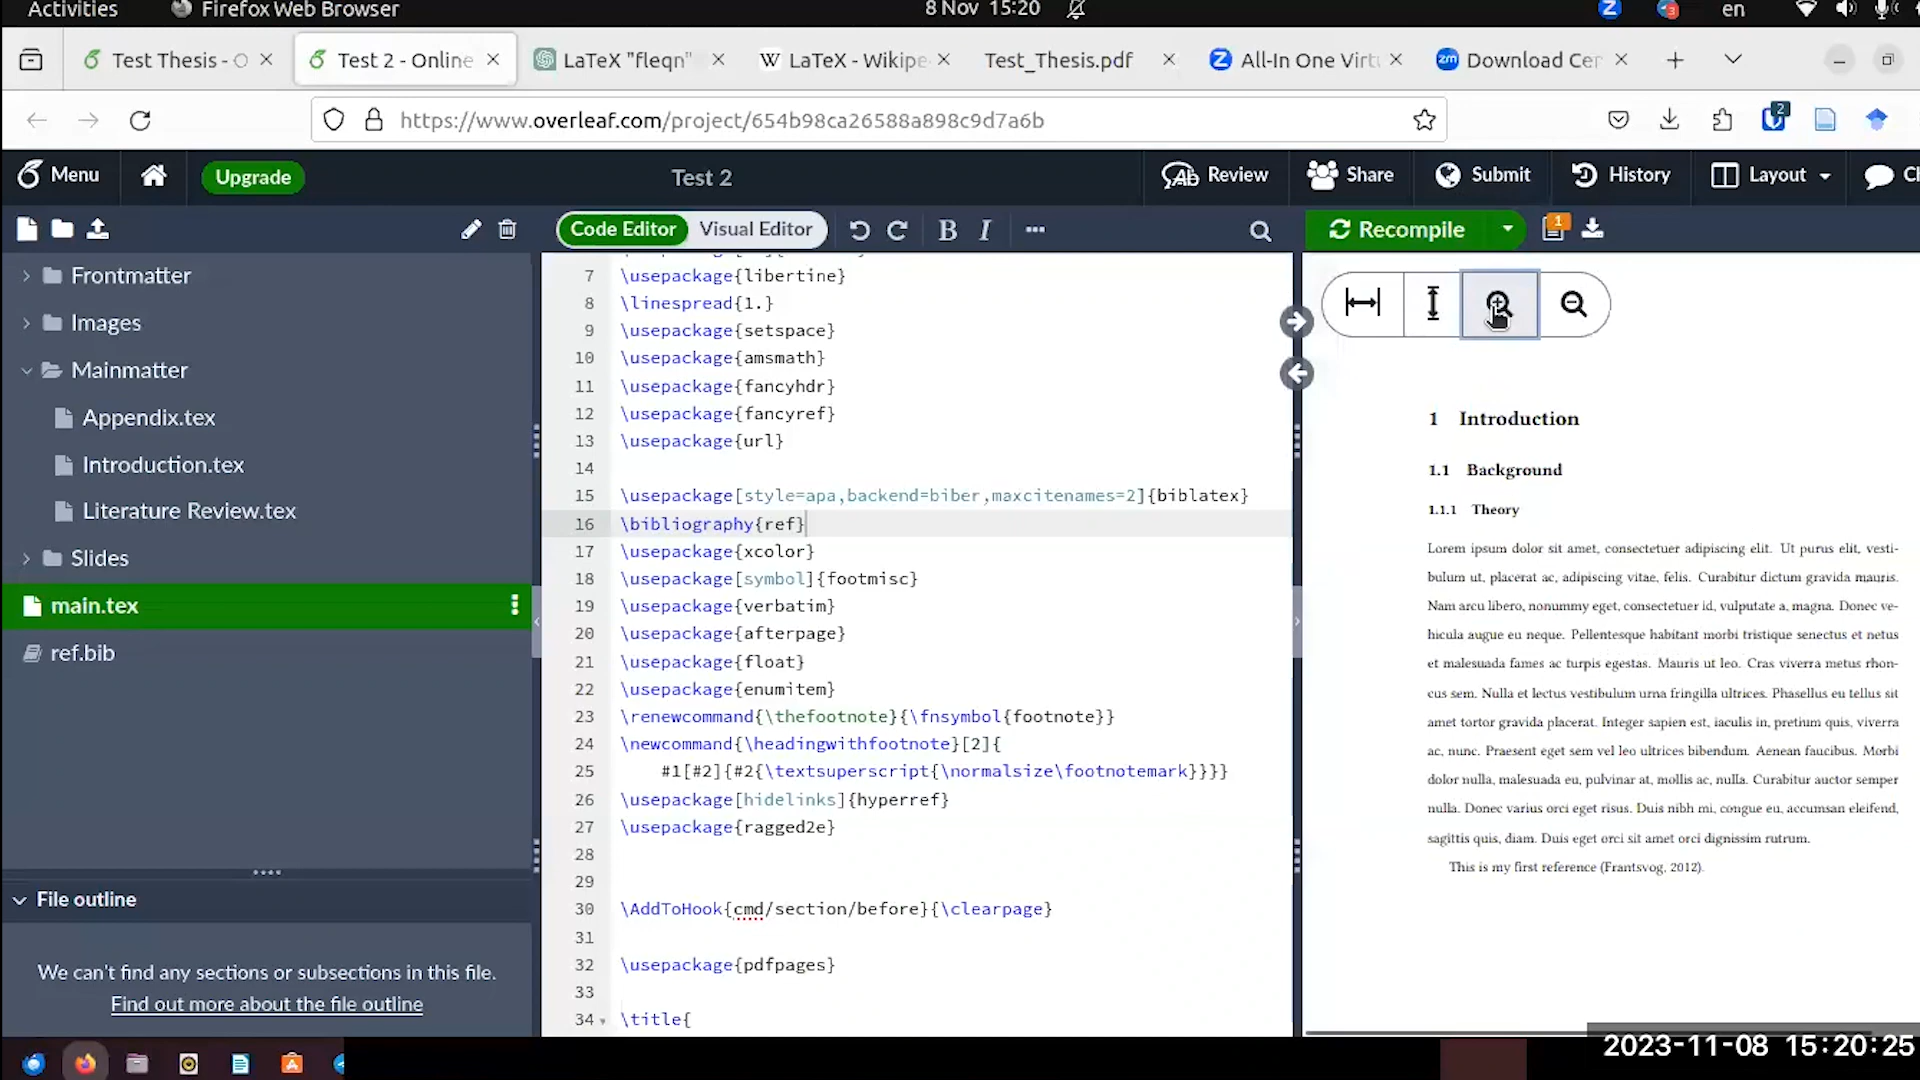 Activities
Firefox Web Browser
8 Nov 15:20
3
en
Test Thesis - O
Test 2 - Online
LaTeX "fleqn"
LaTeX - Wikipe
Test_Thesis.pdf
All-In One Virtu
Download Cer
https://www.overleaf.com/project/654b98ca26588a898c9d7a6b
2
Menu
Upgrade
Test 2
Review
Share
Submit
History
Layout
Ch
Code Editor
Visual Editor
B
I
Recompile
1
Frontmatter
Images
Mainmatter
Appendix.tex
Introduction.tex
Literature Review.tex
Slides
main.tex
ref.bib
File outline
We can't find any sections or subsections in this file.
Find out more about the file outline
7 \usepackage{libertine}
8 \linespread{1.}
9 \usepackage{setspace}
10 \usepackage{amsmath}
11 \usepackage{fancyhdr}
12 \usepackage{fancyref}
13 \usepackage{url}
14
15 \usepackage[style=apa,backend=biber,maxcitenames=2]{biblatex}
16 \bibliography{ref}
17 \usepackage{xcolor}
18 \usepackage[symbol]{footmisc}
19 \usepackage{verbatim}
20 \usepackage{afterpage}
21 \usepackage{float}
22 \usepackage{enumitem}
23 \renewcommand{\thefootnote}{\fnsymbol{footnote}}
24 \newcommand{\headingwithfootnote}[2]{
25 #1[#2]{#2{\textsuperscript{\normalsize\footnotemark}}}}
26 \usepackage[hidelinks]{hyperref}
27 \usepackage{ragged2e}
28
29
30 \AddToHook{cmd/section/before}{\clearpage}
31
32 \usepackage{pdfpages}
33
34 \title{
1 Introduction
1.1 Background
1.1.1 Theory
Lorem ipsum dolor sit amet, consectetuer adipiscing elit. Ut purus elit, vesti-
bulum ut, placerat ac, adipiscing vitae, felis. Curabitur dictum gravida mauris.
Nam arcu libero, nonummy eget, consectetuer id, vulputate a, magna. Donec ve-
hicula augue eu neque. Pellentesque habitant morbi tristique senectus et netus
et malesuada fames ac turpis egestas. Mauris ut leo. Cras viverra metus rhon-
cus sem. Nulla et lectus vestibulum urna fringilla ultrices. Phasellus eu tellus sit
amet tortor gravida placerat. Integer sapien est, iaculis in, pretium quis, viverra
ac, nunc. Praesent eget sem vel leo ultrices bibendum. Aenean faucibus. Morbi
dolor nulla, malesuada eu, pulvinar at, mollis ac, nulla. Curabitur auctor semper
nulla. Donec varius orci eget risus. Duis nibh mi, congue eu, accumsan eleifend,
sagittis quis, diam. Duis eget orci sit amet orci dignissim rutrum.
This is my first reference (Frantsvog, 2012).
2023-11-08 15:20:25